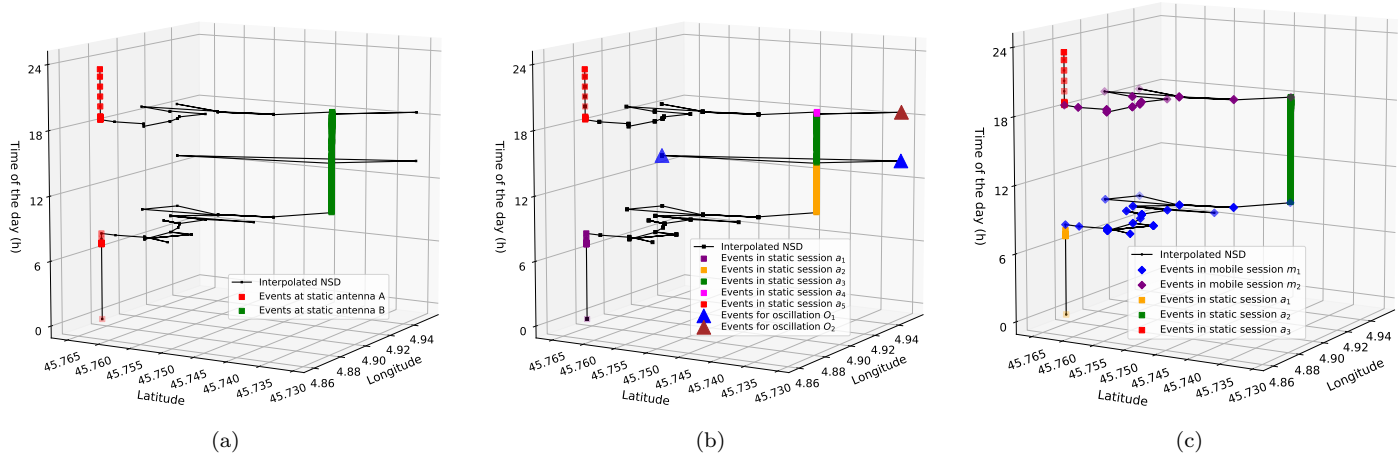 24
18
12
6
0
Time of the day (h)
45.765
45.760
45.755
45.750
45.745
45.740
45.735
45.730
Latitude
4.86
4.88
4.90
4.92
4.94
Longitude
Interpolated NSD
Events at static antenna A
Events at static antenna B
(a)
24
18
12
6
0
Time of the day (h)
45.765
45.760
45.755
45.750
45.745
45.740
45.735
45.730
Latitude
4.86
4.88
4.90
4.92
4.94
Longitude
Interpolated NSD
Events in static session a₁
Events in static session a₂
Events in static session a₃
Events in static session a₄
Events in static session a₅
Events for oscillation O₁
Events for oscillation O₂
(b)
24
18
12
6
0
Time of the day (h)
45.765
45.760
45.755
45.750
45.745
45.740
45.735
45.730
Latitude
4.86
4.88
4.90
4.92
4.94
Longitude
Interpolated NSD
Events in mobile session m₁
Events in mobile session m₂
Events in static session a₁
Events in static session a₂
Events in static session a₃
(c)